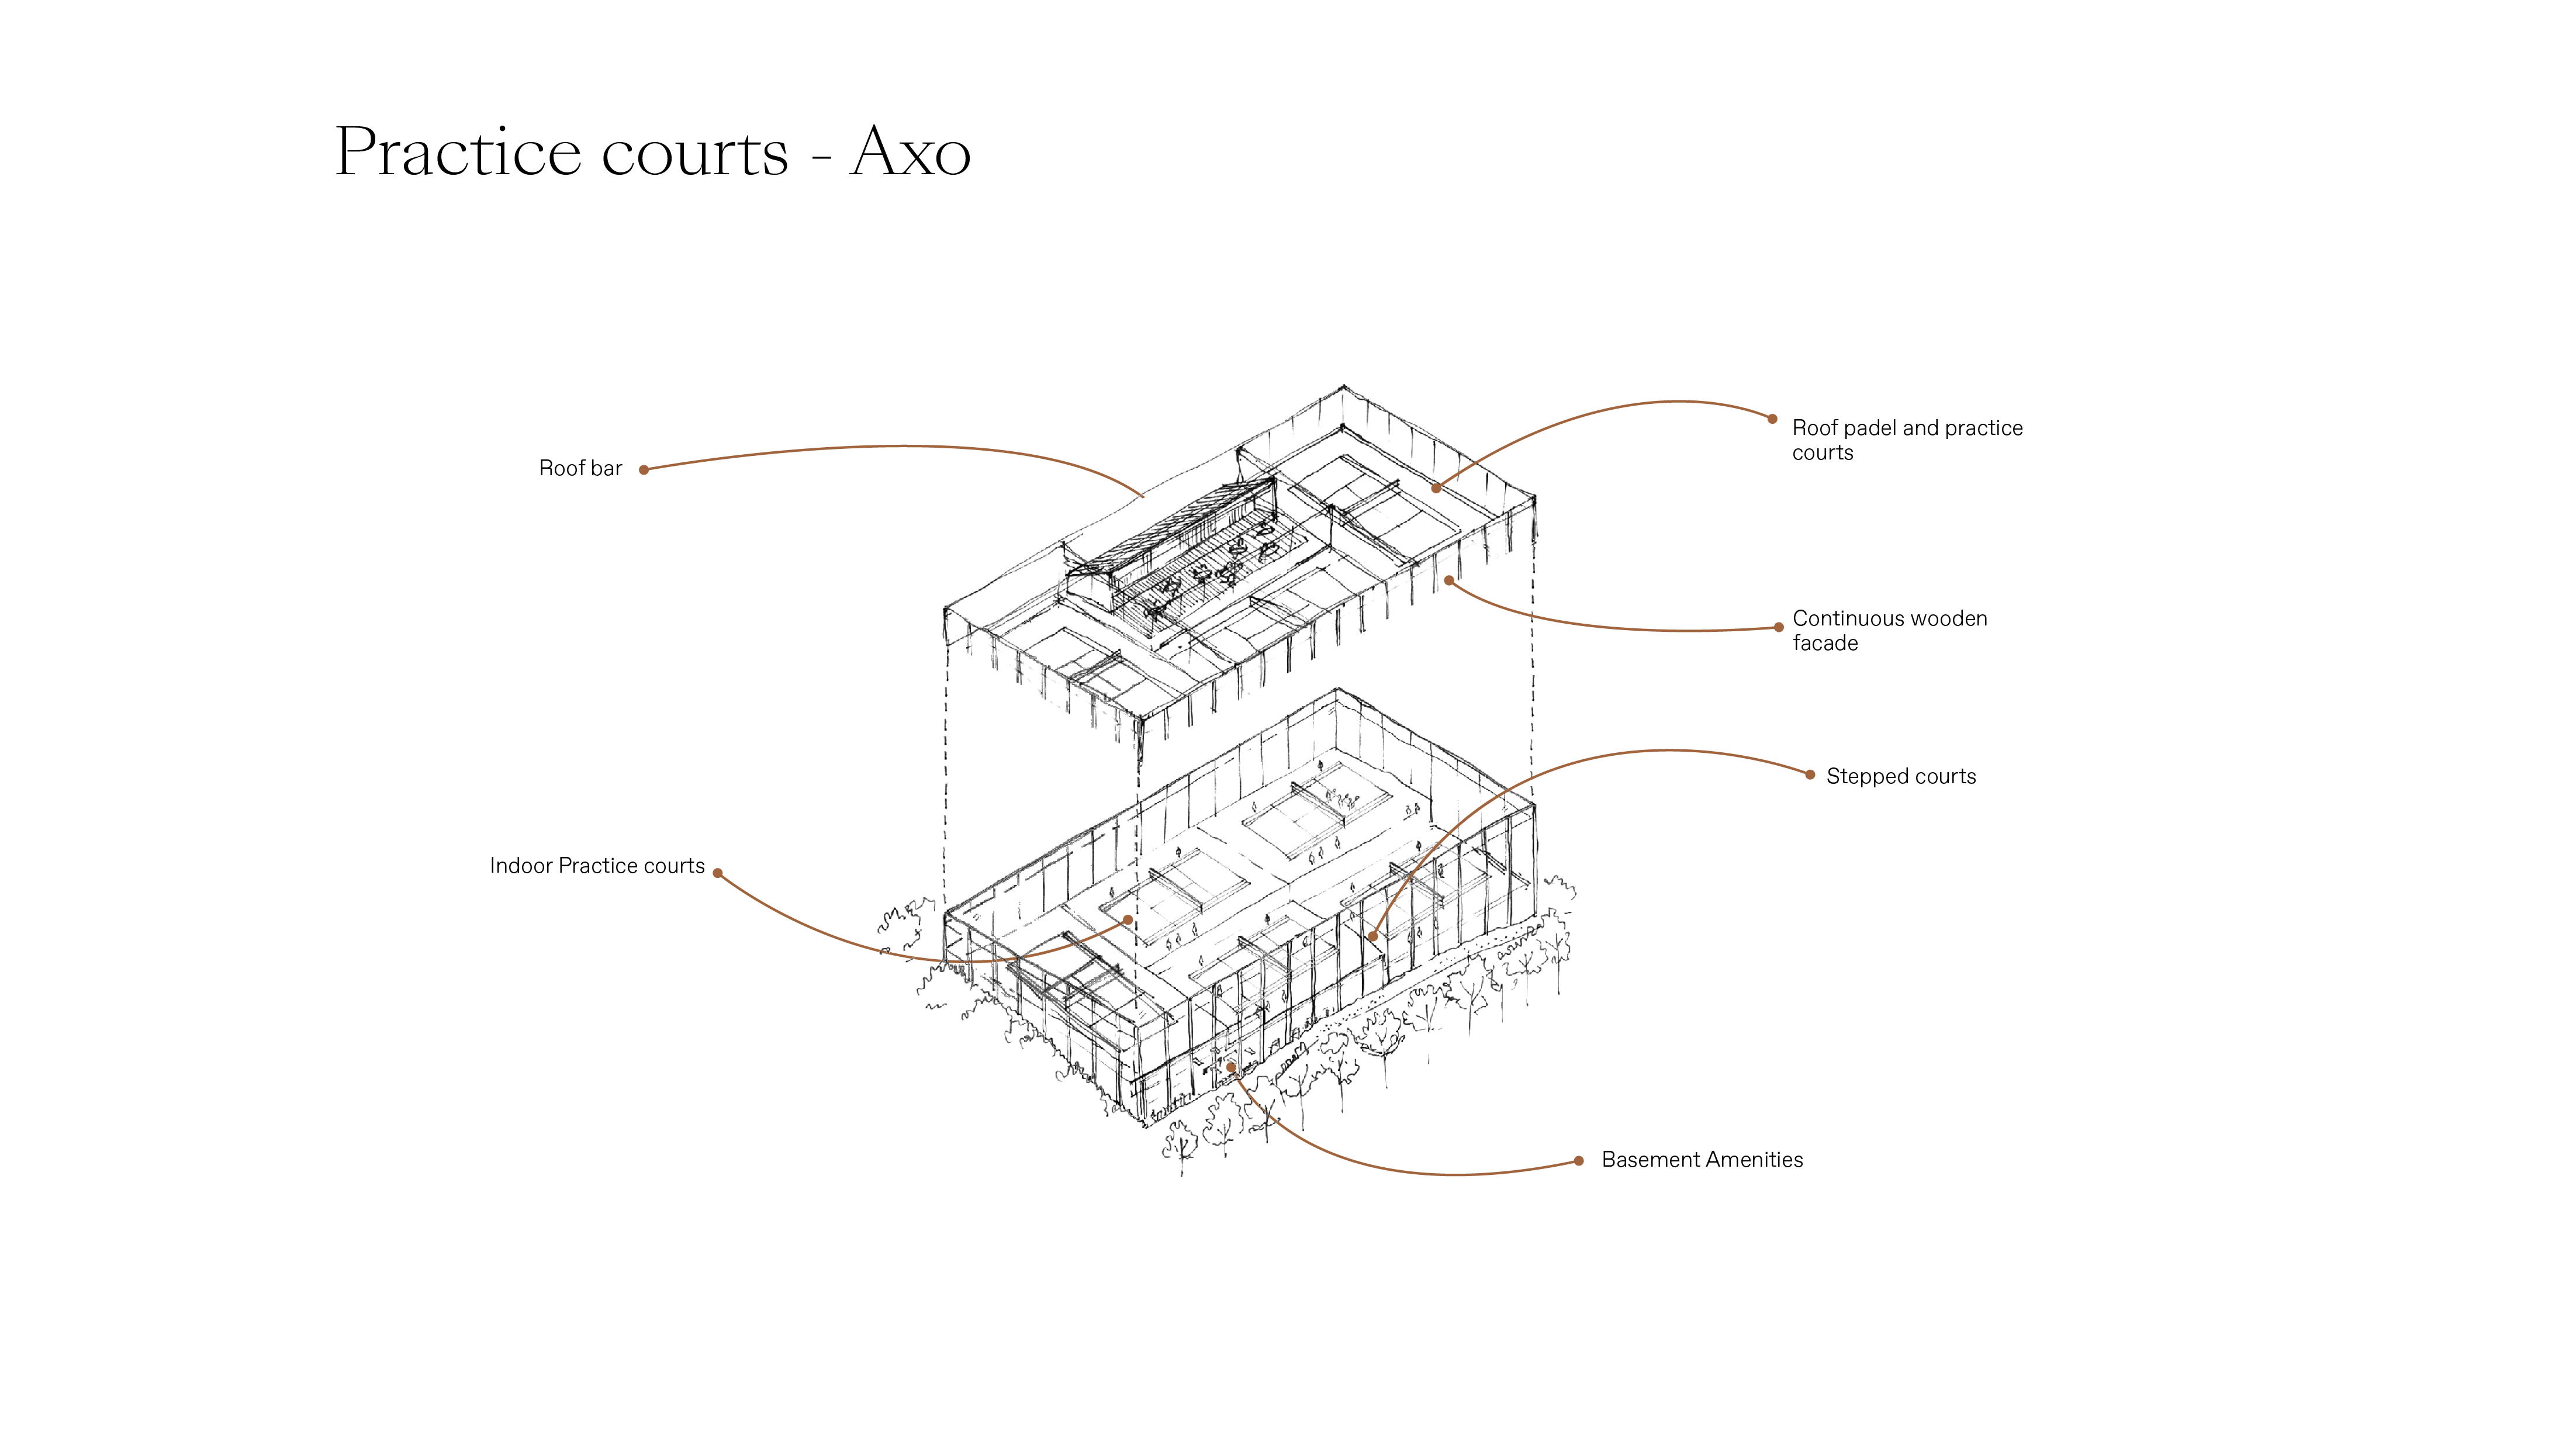 Practice courts - Axo
Roof bar
Roof padel and practice
courts
Continuous wooden
facade
Stepped courts
Indoor Practice courts
Basement Amenities